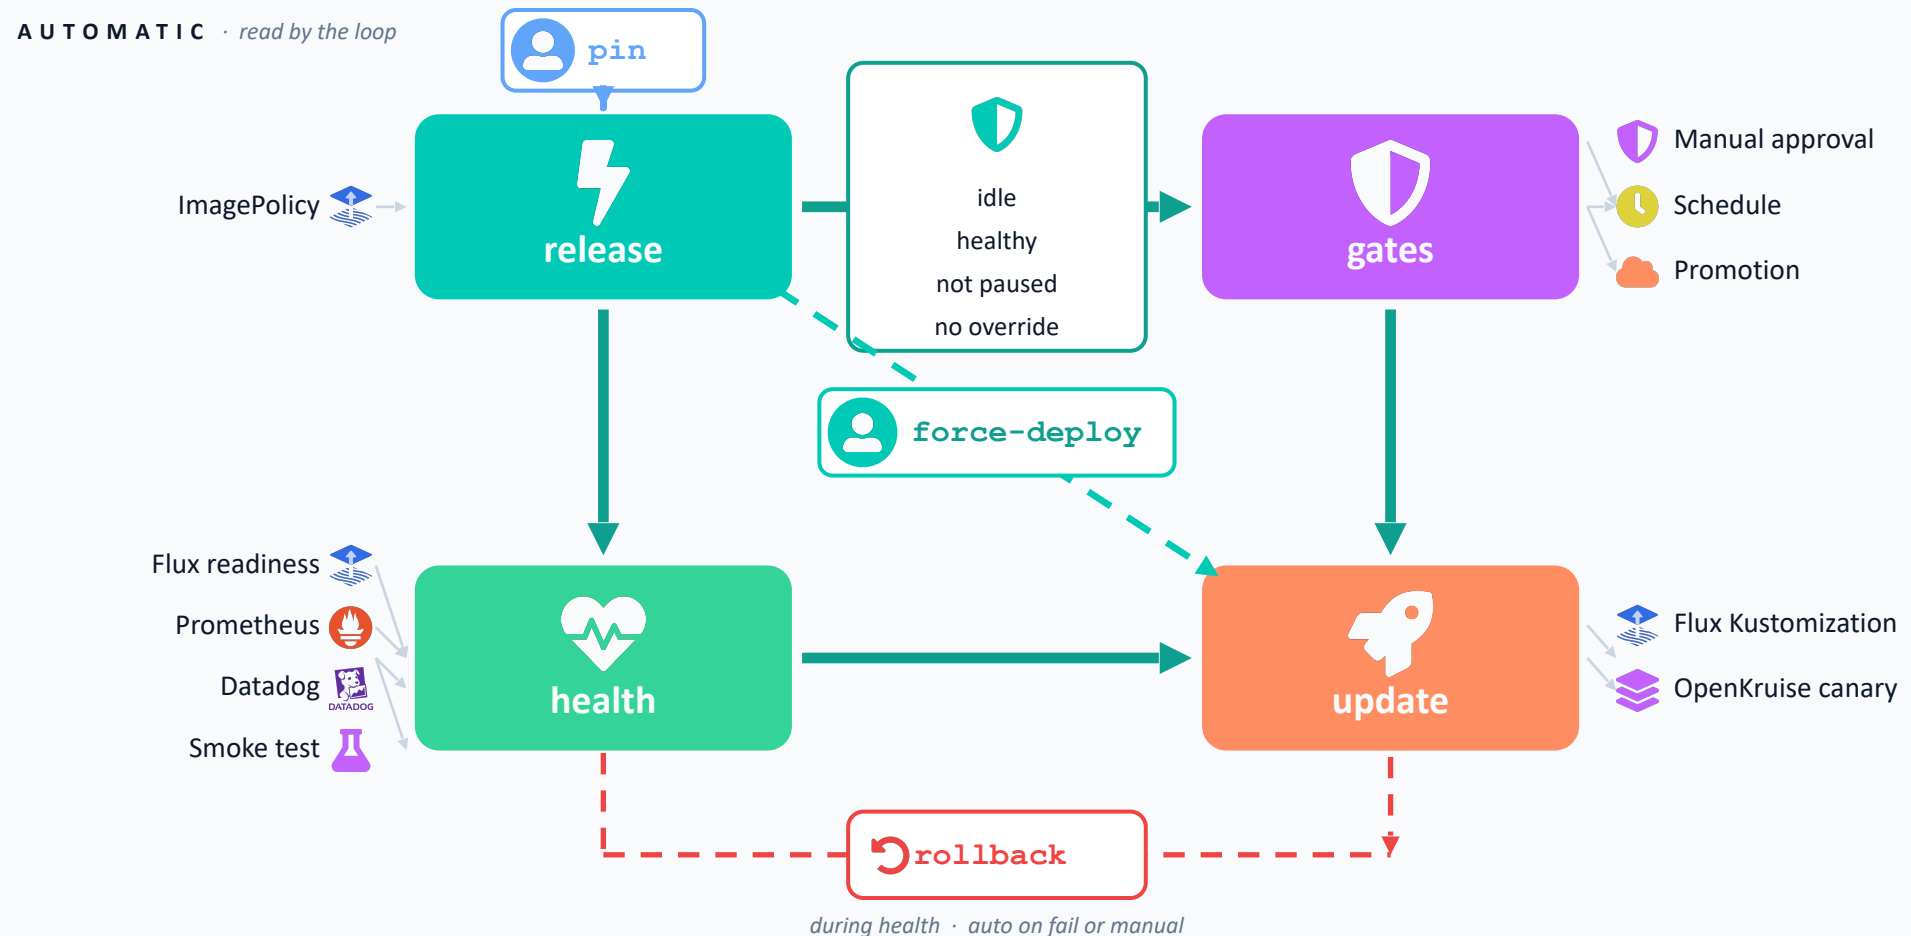 AUTOMATIC · read by the loop
pin
ImagePolicy
release
idle
healthy
not paused
no override
gates
Manual approval
Schedule
Promotion
force-deploy
Flux readiness
Prometheus
Datadog
DATADOG
Smoke test
health
update
Flux Kustomization
OpenKruise canary
rollback
during health · auto on fail or manual